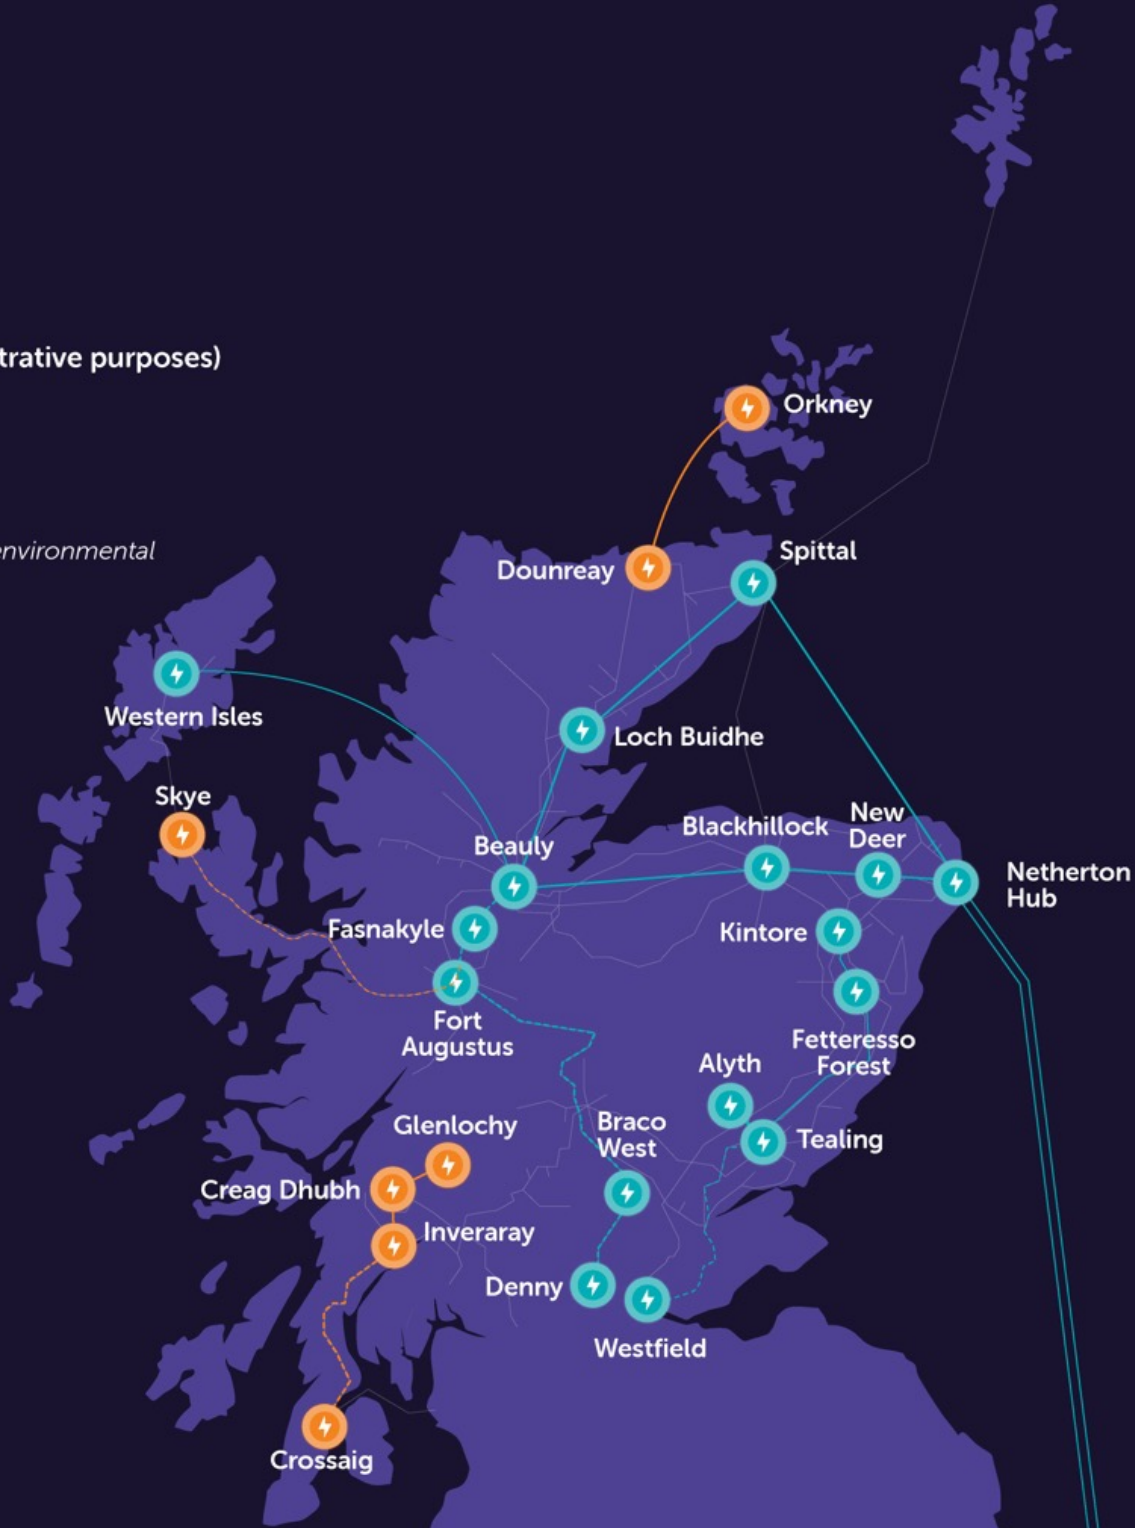 trative purposes)
Orkney
environmental
Spittal
Dounreay
Western Isles
Loch Buidhe
Skye
New
Deer
Blackhillock
Beauly
Netherton
Hub
Fasnakyle
Kintore
Fort
Augustus
Fetteresso
Forest
Alyth
Braco
West
Glenlochy
Tealing
Creag Dhubh
Inveraray
Denny
Westfield
Crossaig